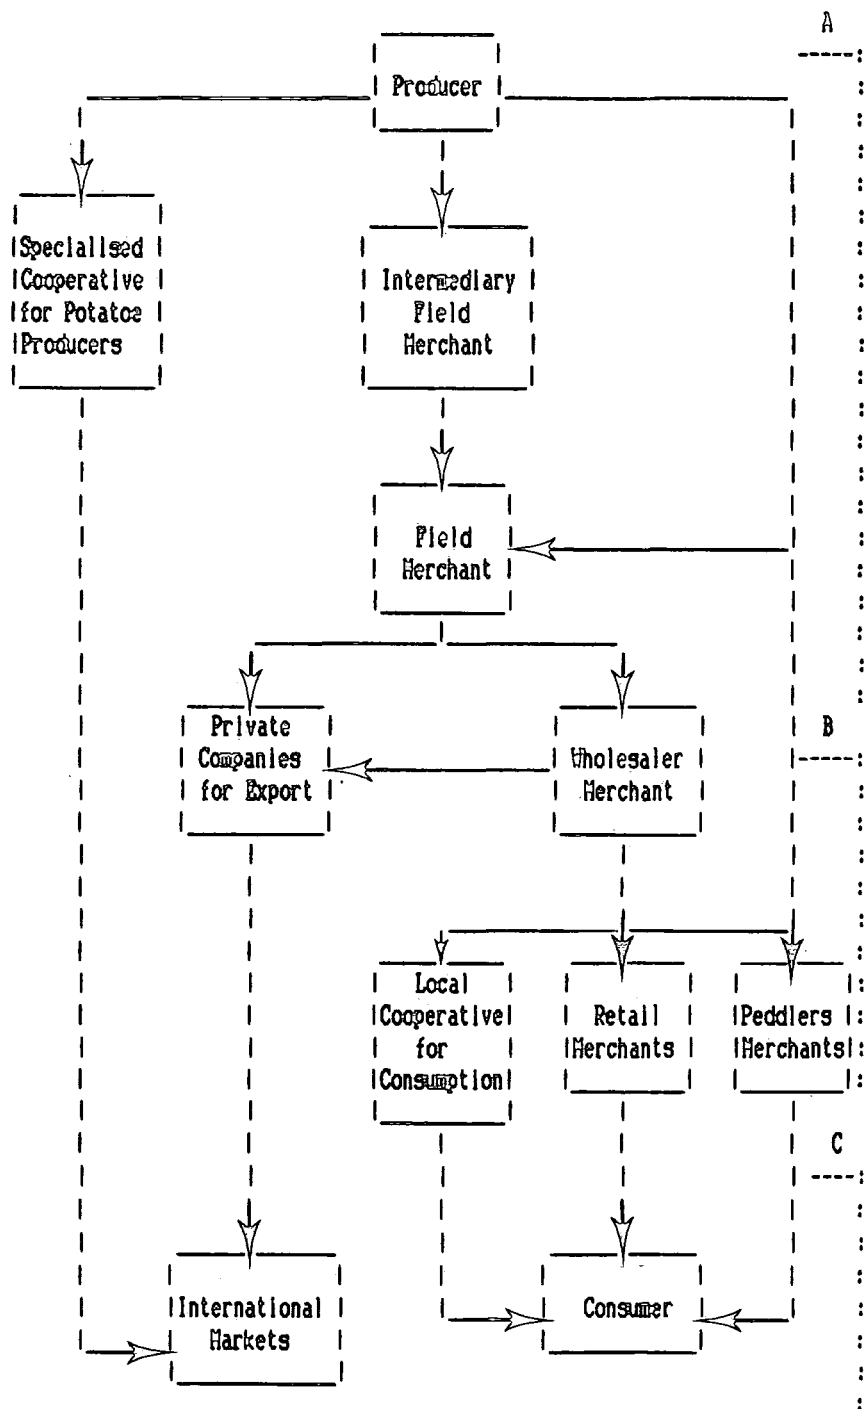 A
Producer
Specialised
Cooperative
for Potatoe
Producers
Intermediary
Field
Merchant
Field
Merchant
Private
Companies
for Export
Wholesaler
Merchant
B
Local
Cooperative
for
Consumption
Retail
Merchants
Peddlers
Merchants
C
International
Markets
Consumer